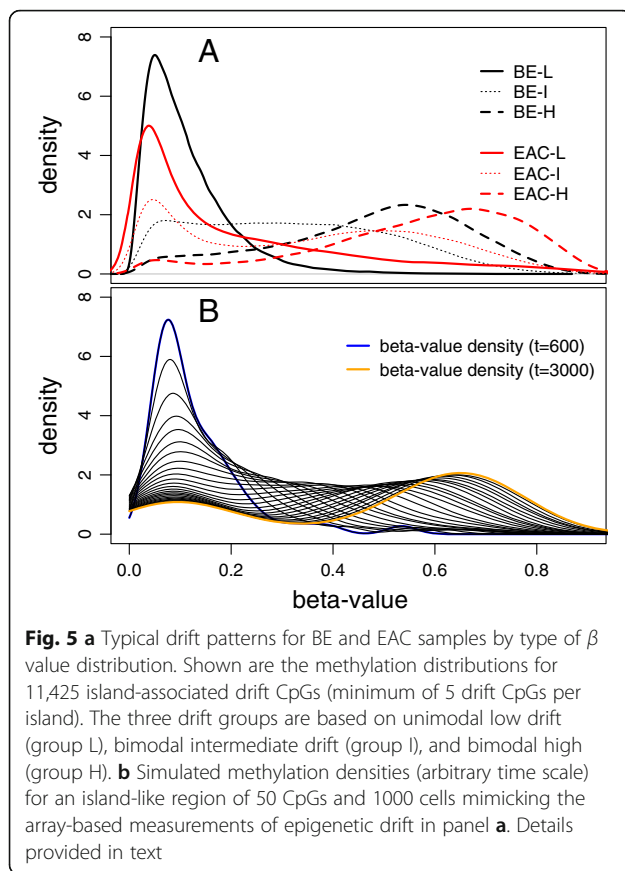 A
BE-L
BE-I
BE-H
EAC-L
EAC-I
EAC-H
density
0 2 4 6 8
B
beta-value density (t=600)
beta-value density (t=3000)
density
0 2 4 6 8
0.0 0.2 0.4 0.6 0.8
beta-value
Fig. 5 a Typical drift patterns for BE and EAC samples by type of β
value distribution. Shown are the methylation distributions for
11,425 island-associated drift CpGs (minimum of 5 drift CpGs per
island). The three drift groups are based on unimodal low drift
(group L), bimodal intermediate drift (group I), and bimodal high
(group H). b Simulated methylation densities (arbitrary time scale)
for an island-like region of 50 CpGs and 1000 cells mimicking the
array-based measurements of epigenetic drift in panel a. Details
provided in text